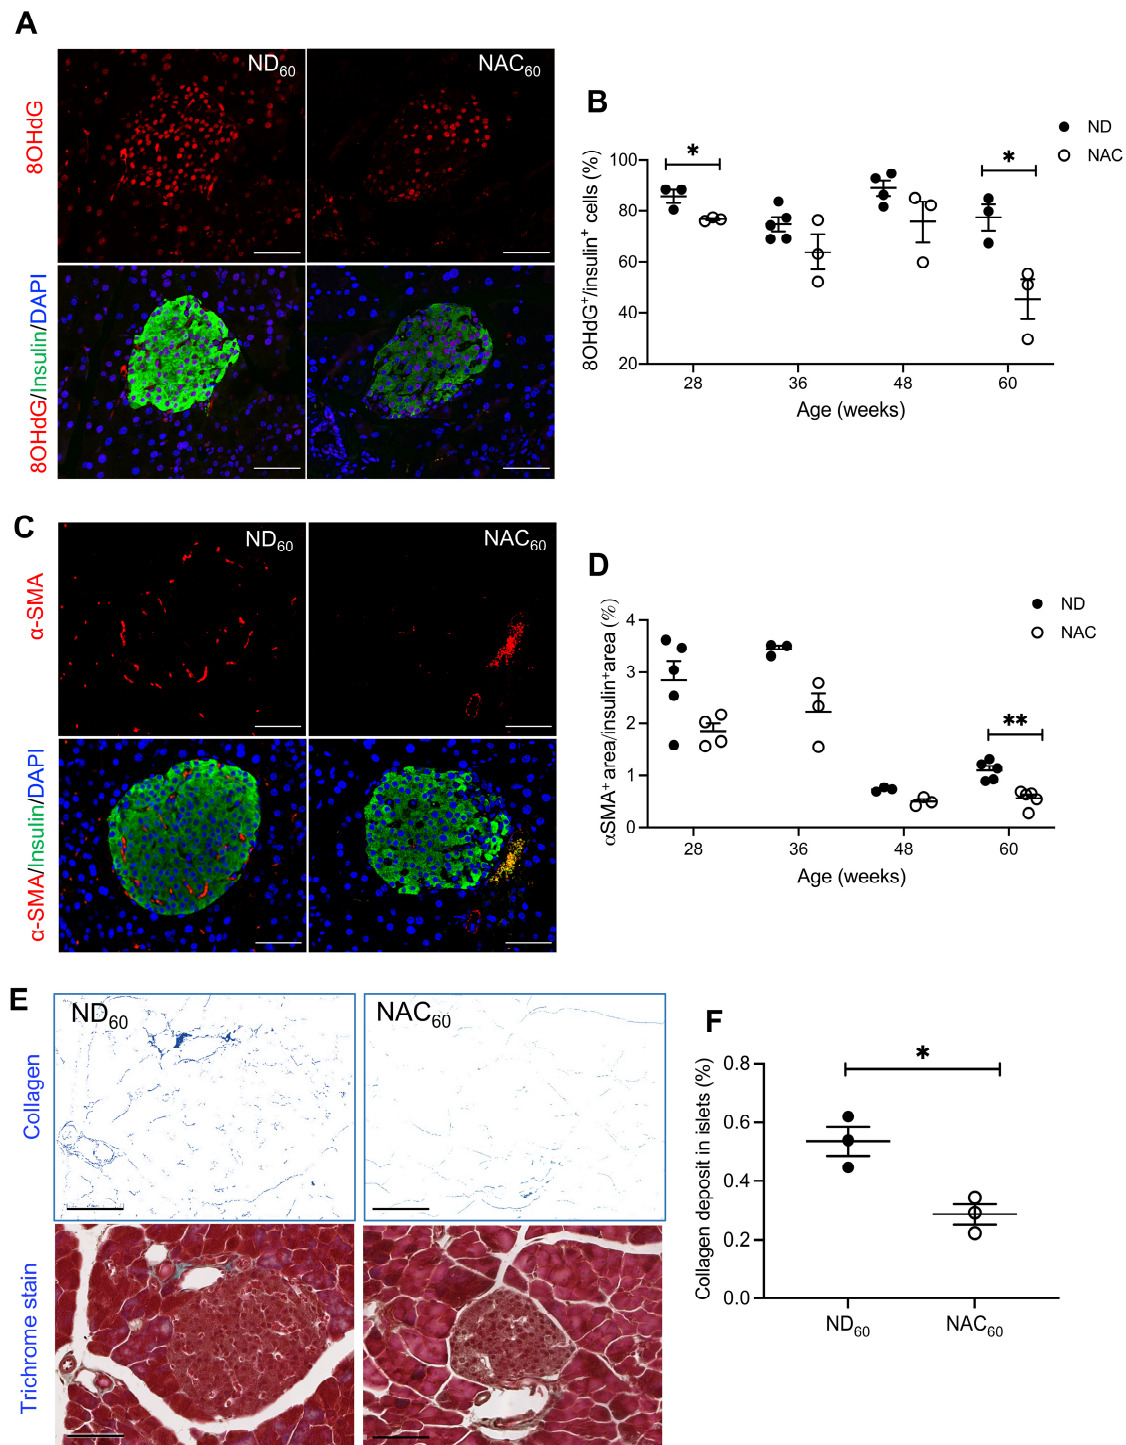 A
ND60
NAC60
8OHdG
8OHdG/Insulin/DAPI
B
ND
NAC
*
*
8OHdG+/insulin+ cells (%)
100
80
60
40
20
28
36
48
60
Age (weeks)
C
ND60
NAC60
α-SMA
α-SMA/Insulin/DAPI
D
ND
NAC
**
αSMA+ area/insulin+area (%)
4
3
2
1
0
28
36
48
60
Age (weeks)
E
ND60
NAC60
Collagen
Trichrome stain
F
*
Collagen deposit in islets (%)
0.8
0.6
0.4
0.2
0.0
ND60
NAC60